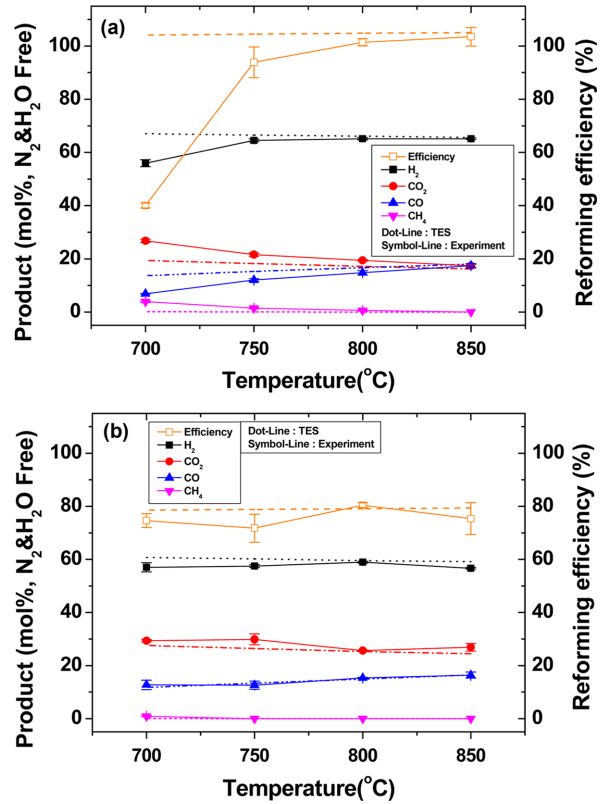 (a)
Product (mol%, N2&H2O Free)
100
80
60
40
20
0
Efficiency
H2
CO2
CO
CH4
Dot-Line : TES
Symbol-Line : Experiment
100
80
60
40
20
0
Reforming efficiency (%)
700 750 800 850
Temperature(oC)
(b)
Product (mol%, N2&H2O Free)
100
80
60
40
20
0
Efficiency
H2
CO2
CO
CH4
Dot-Line : TES
Symbol-Line : Experiment
100
80
60
40
20
0
Reforming efficiency (%)
700 750 800 850
Temperature(oC)